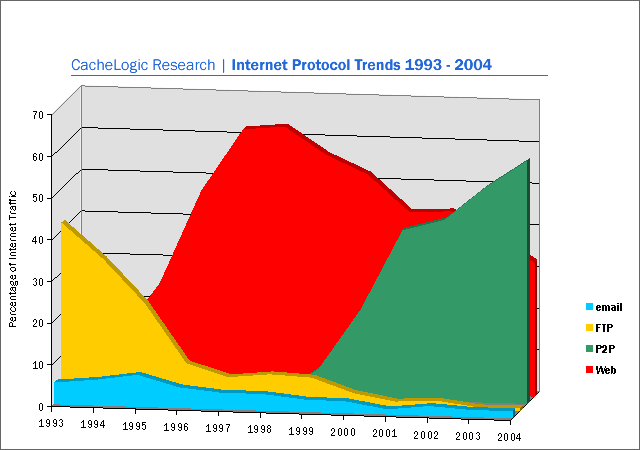 CacheLogic Research | Internet Protocol Trends 1993 - 2004
Percentage of Internet Traffic
70
60
50
40
30
20
10
0
1993 1994 1995 1996 1997 1998 1999 2000 2001 2002 2003 2004
email
FTP
P2P
Web